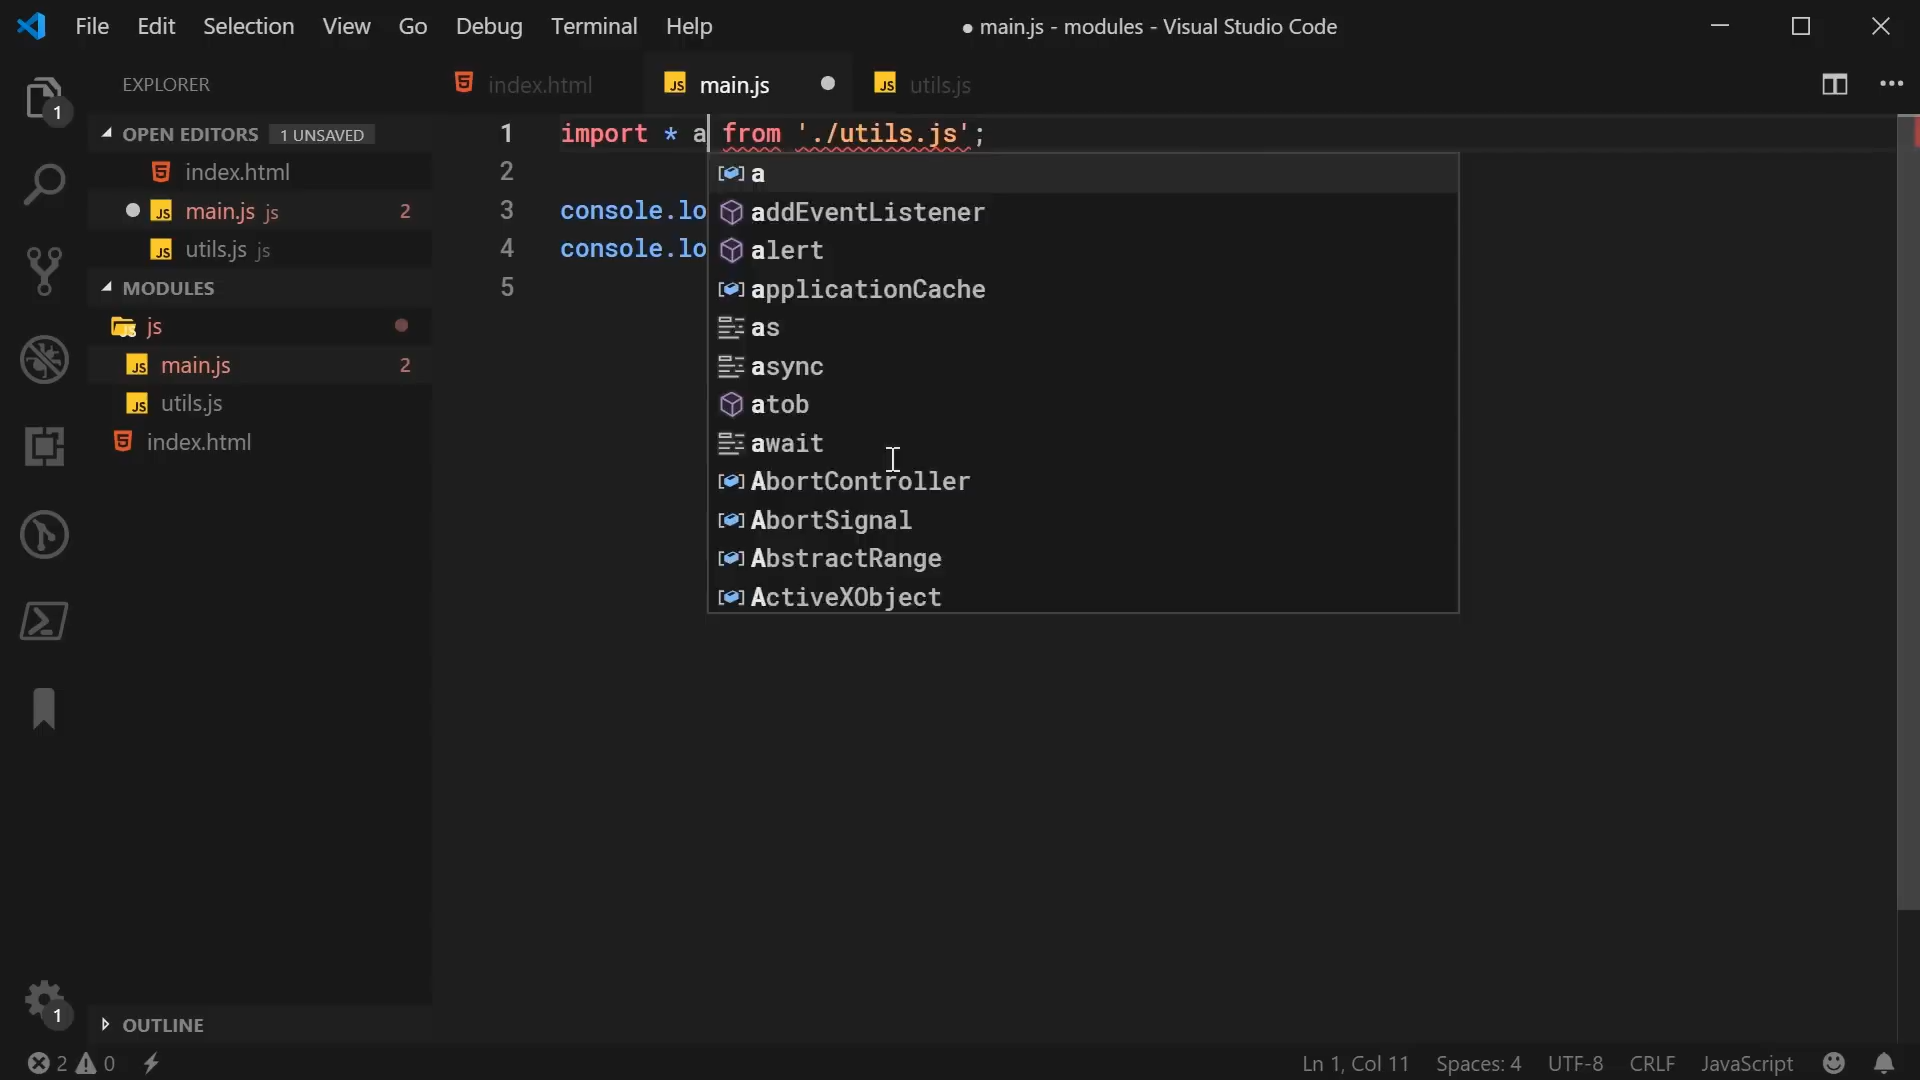 File Edit Selection View Go Debug Terminal Help
● main.js - modules - Visual Studio Code
1
EXPLORER
OPEN EDITORS 1 UNSAVED
index.html
main.js js 2
utils.js js
MODULES
js
main.js 2
utils.js
index.html
OUTLINE
1
index.html
JS main.js
JS utils.js
1 import * a from './utils.js';
2
3 console.lo
4 console.lo
5
a
addEventListener
alert
applicationCache
as
async
atob
await
AbortController
AbortSignal
AbstractRange
ActiveXObject
2 0
Ln 1, Col 11 Spaces: 4 UTF-8 CRLF JavaScript